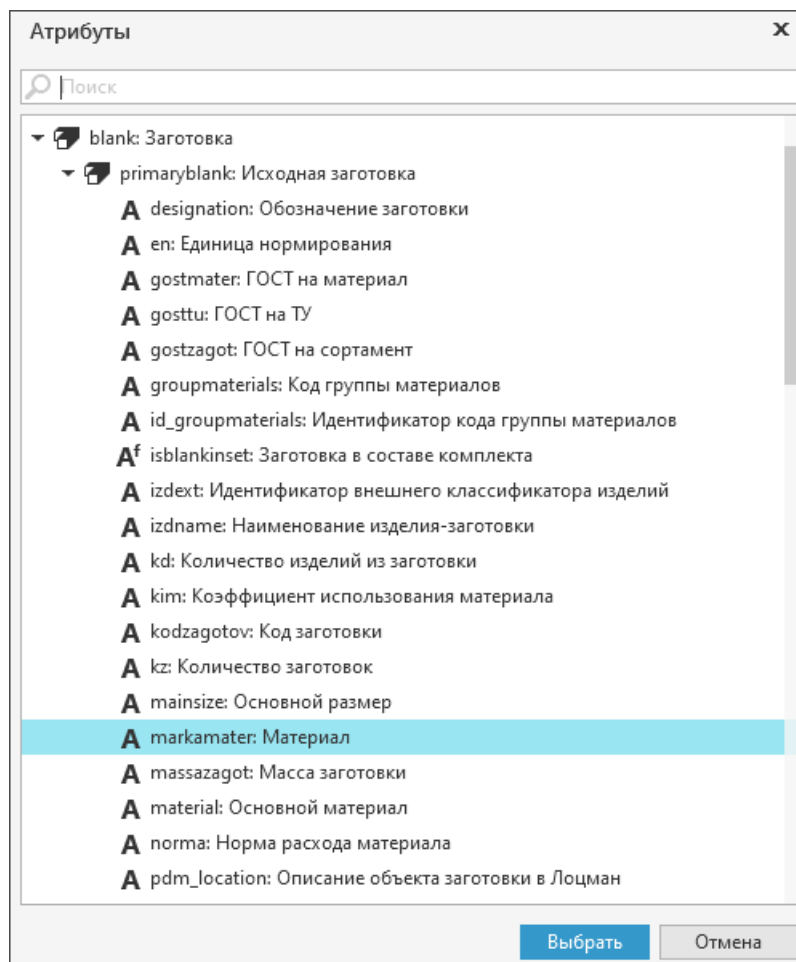 Атрибуты
Поиск
blank: Заготовка
primaryblank: Исходная заготовка
designation: Обозначение заготовки
en: Единица нормирования
gostmater: ГОСТ на материал
gosttu: ГОСТ на ТУ
gostzagot: ГОСТ на сортамент
groupmaterials: Код группы материалов
id_groupmaterials: Идентификатор кода группы материалов
isblankinset: Заготовка в составе комплекта
izdext: Идентификатор внешнего классификатора изделий
izdname: Наименование изделия-заготовки
kd: Количество изделий из заготовки
kim: Коэффициент использования материала
kodzagotov: Код заготовки
kz: Количество заготовок
mainsize: Основной размер
markamater: Материал
massazagot: Масса заготовки
material: Основной материал
norma: Норма расхода материала
pdm_location: Описание объекта заготовки в Лоцман
Выбрать Отмена